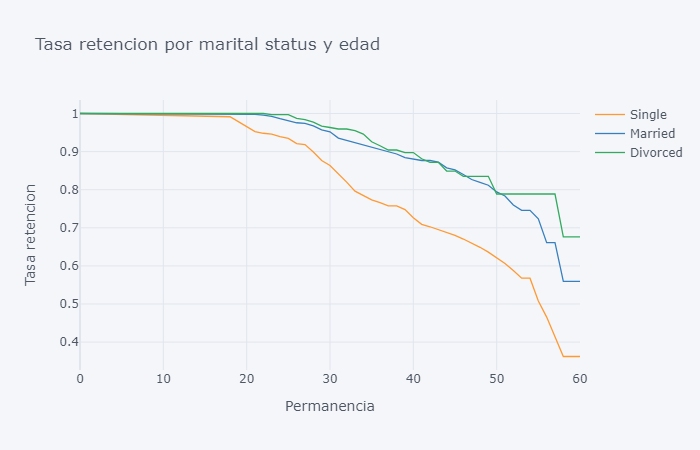 Tasa retencion por marital status y edad
Single
Married
Divorced
Tasa retencion
1
0.9
0.8
0.7
0.6
0.5
0.4
0 10 20 30 40 50 60
Permanencia